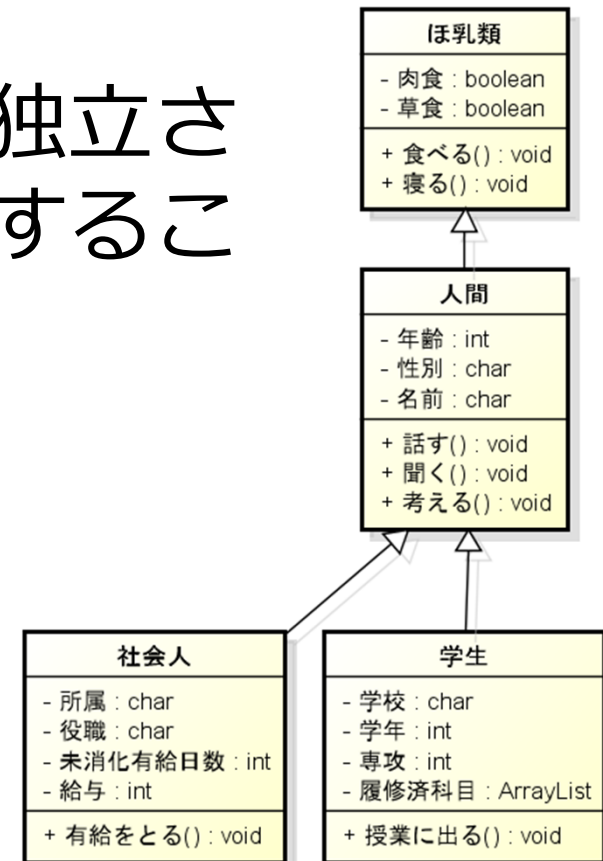 独立さ
するこ
ほ乳類
- 肉食 : boolean
- 草食 : boolean
+ 食べる() : void
+ 寝る() : void
人間
- 年齢 : int
- 性別 : char
- 名前 : char
+ 話す() : void
+ 聞く() : void
+ 考える() : void
社会人
- 所属 : char
- 役職 : char
- 未消化有給日数 : int
- 給与 : int
+ 有給をとる() : void
学生
- 学校 : char
- 学年 : int
- 専攻 : int
- 履修済科目 : ArrayList
+ 授業に出る() : void